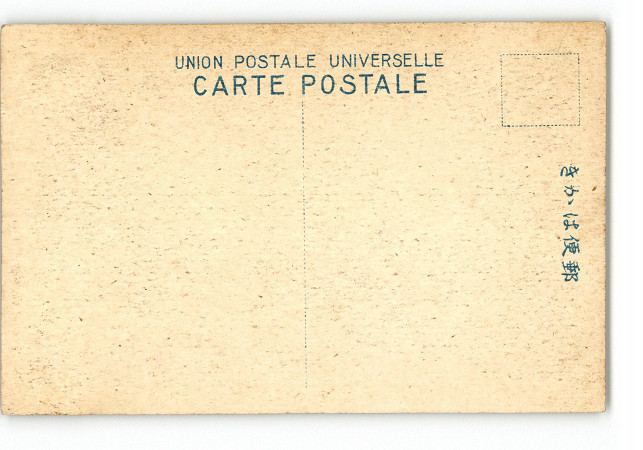 UNION POSTALE UNIVERSELLE
CARTE POSTALE
きかは便郵